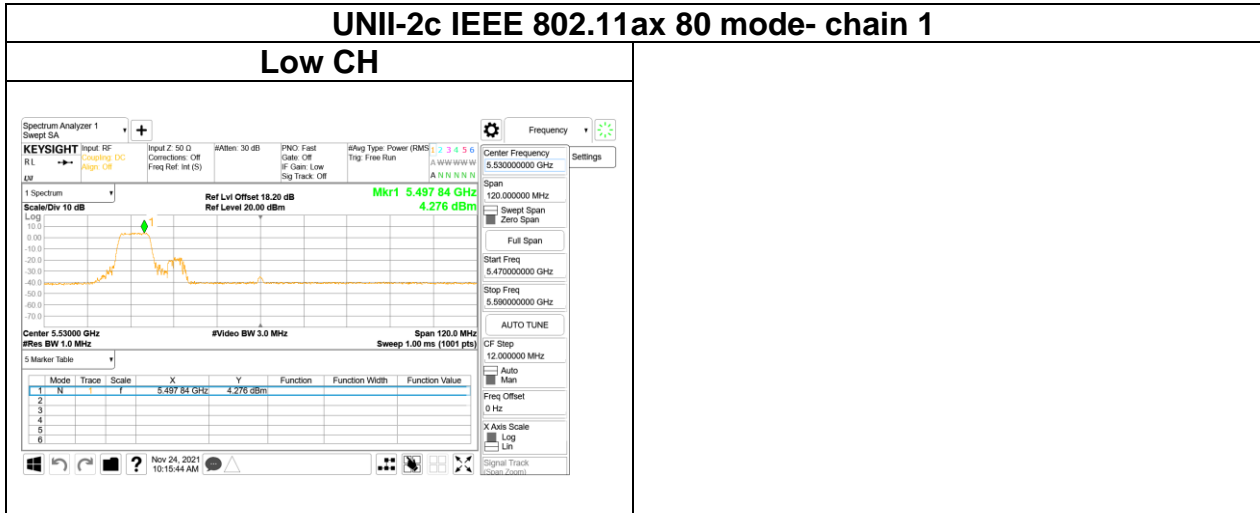 UNII-2c IEEE 802.11ax 80 mode- chain 1
Low CH
Spectrum Analyzer 1
Swept SA
Frequency
Settings
KEYSIGHT
RL
Input: RF
Coupling: DC
Align: Off
Input Z: 50 Ω
Corrections: Off
Freq Ref: Int (S)
#Atten: 30 dB
PNO: Fast
Gate: Off
IF Gain: Low
Sig Track: Off
#Avg Type: Power (RMS
Trig: Free Run
1 2 3 4 5 6
A W W W W W
A N N N N N
1 Spectrum
Scale/Div 10 dB
Ref Lvl Offset 18.20 dB
Ref Level 20.00 dBm
Mkr1 5.497 84 GHz
4.276 dBm
Log
10.0
0.00
-10.0
-20.0
-30.0
-40.0
-50.0
-60.0
-70.0
1
Center 5.53000 GHz
#Res BW 1.0 MHz
#Video BW 3.0 MHz
Span 120.0 MHz
Sweep 1.00 ms (1001 pts)
5 Marker Table
Mode Trace Scale X Y Function Function Width Function Value
1 N 1 f 5.497 84 GHz 4.276 dBm
2
3
4
5
6
Nov 24, 2021
10:15:44 AM
?
Center Frequency
5.530000000 GHz
Span
120.000000 MHz
Swept Span
Zero Span
Full Span
Start Freq
5.470000000 GHz
Stop Freq
5.590000000 GHz
AUTO TUNE
CF Step
12.000000 MHz
Auto
Man
Freq Offset
0 Hz
X Axis Scale
Log
Lin
Signal Track
(Span Zoom)